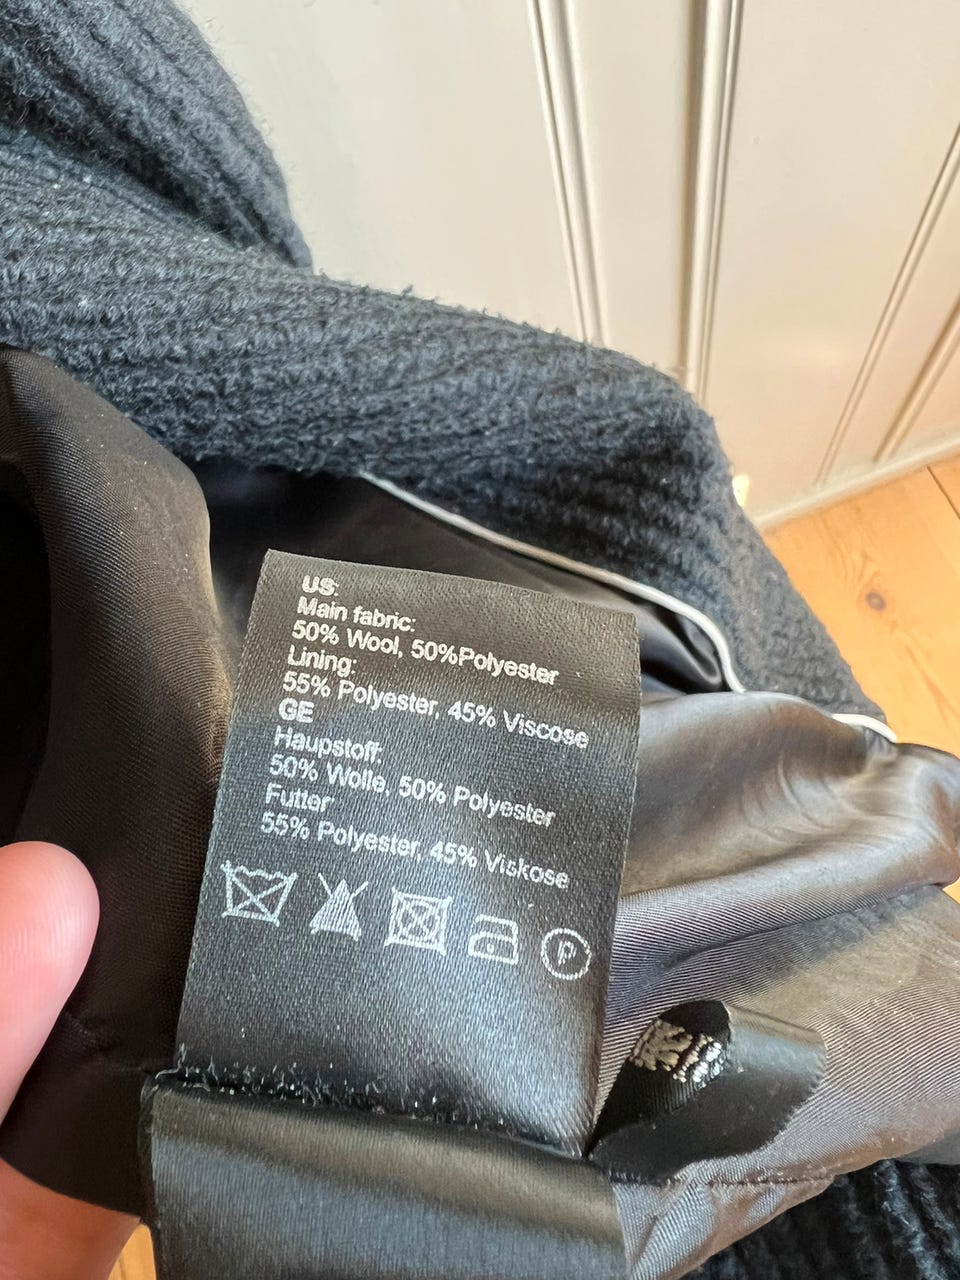 US:
Main fabric:
50% Wool, 50%Polyester
Lining:
55% Polyester, 45% Viscose
GE
Haupstoff:
50% Wolle, 50% Polyester
Futter
55% Polyester, 45% Viskose
P